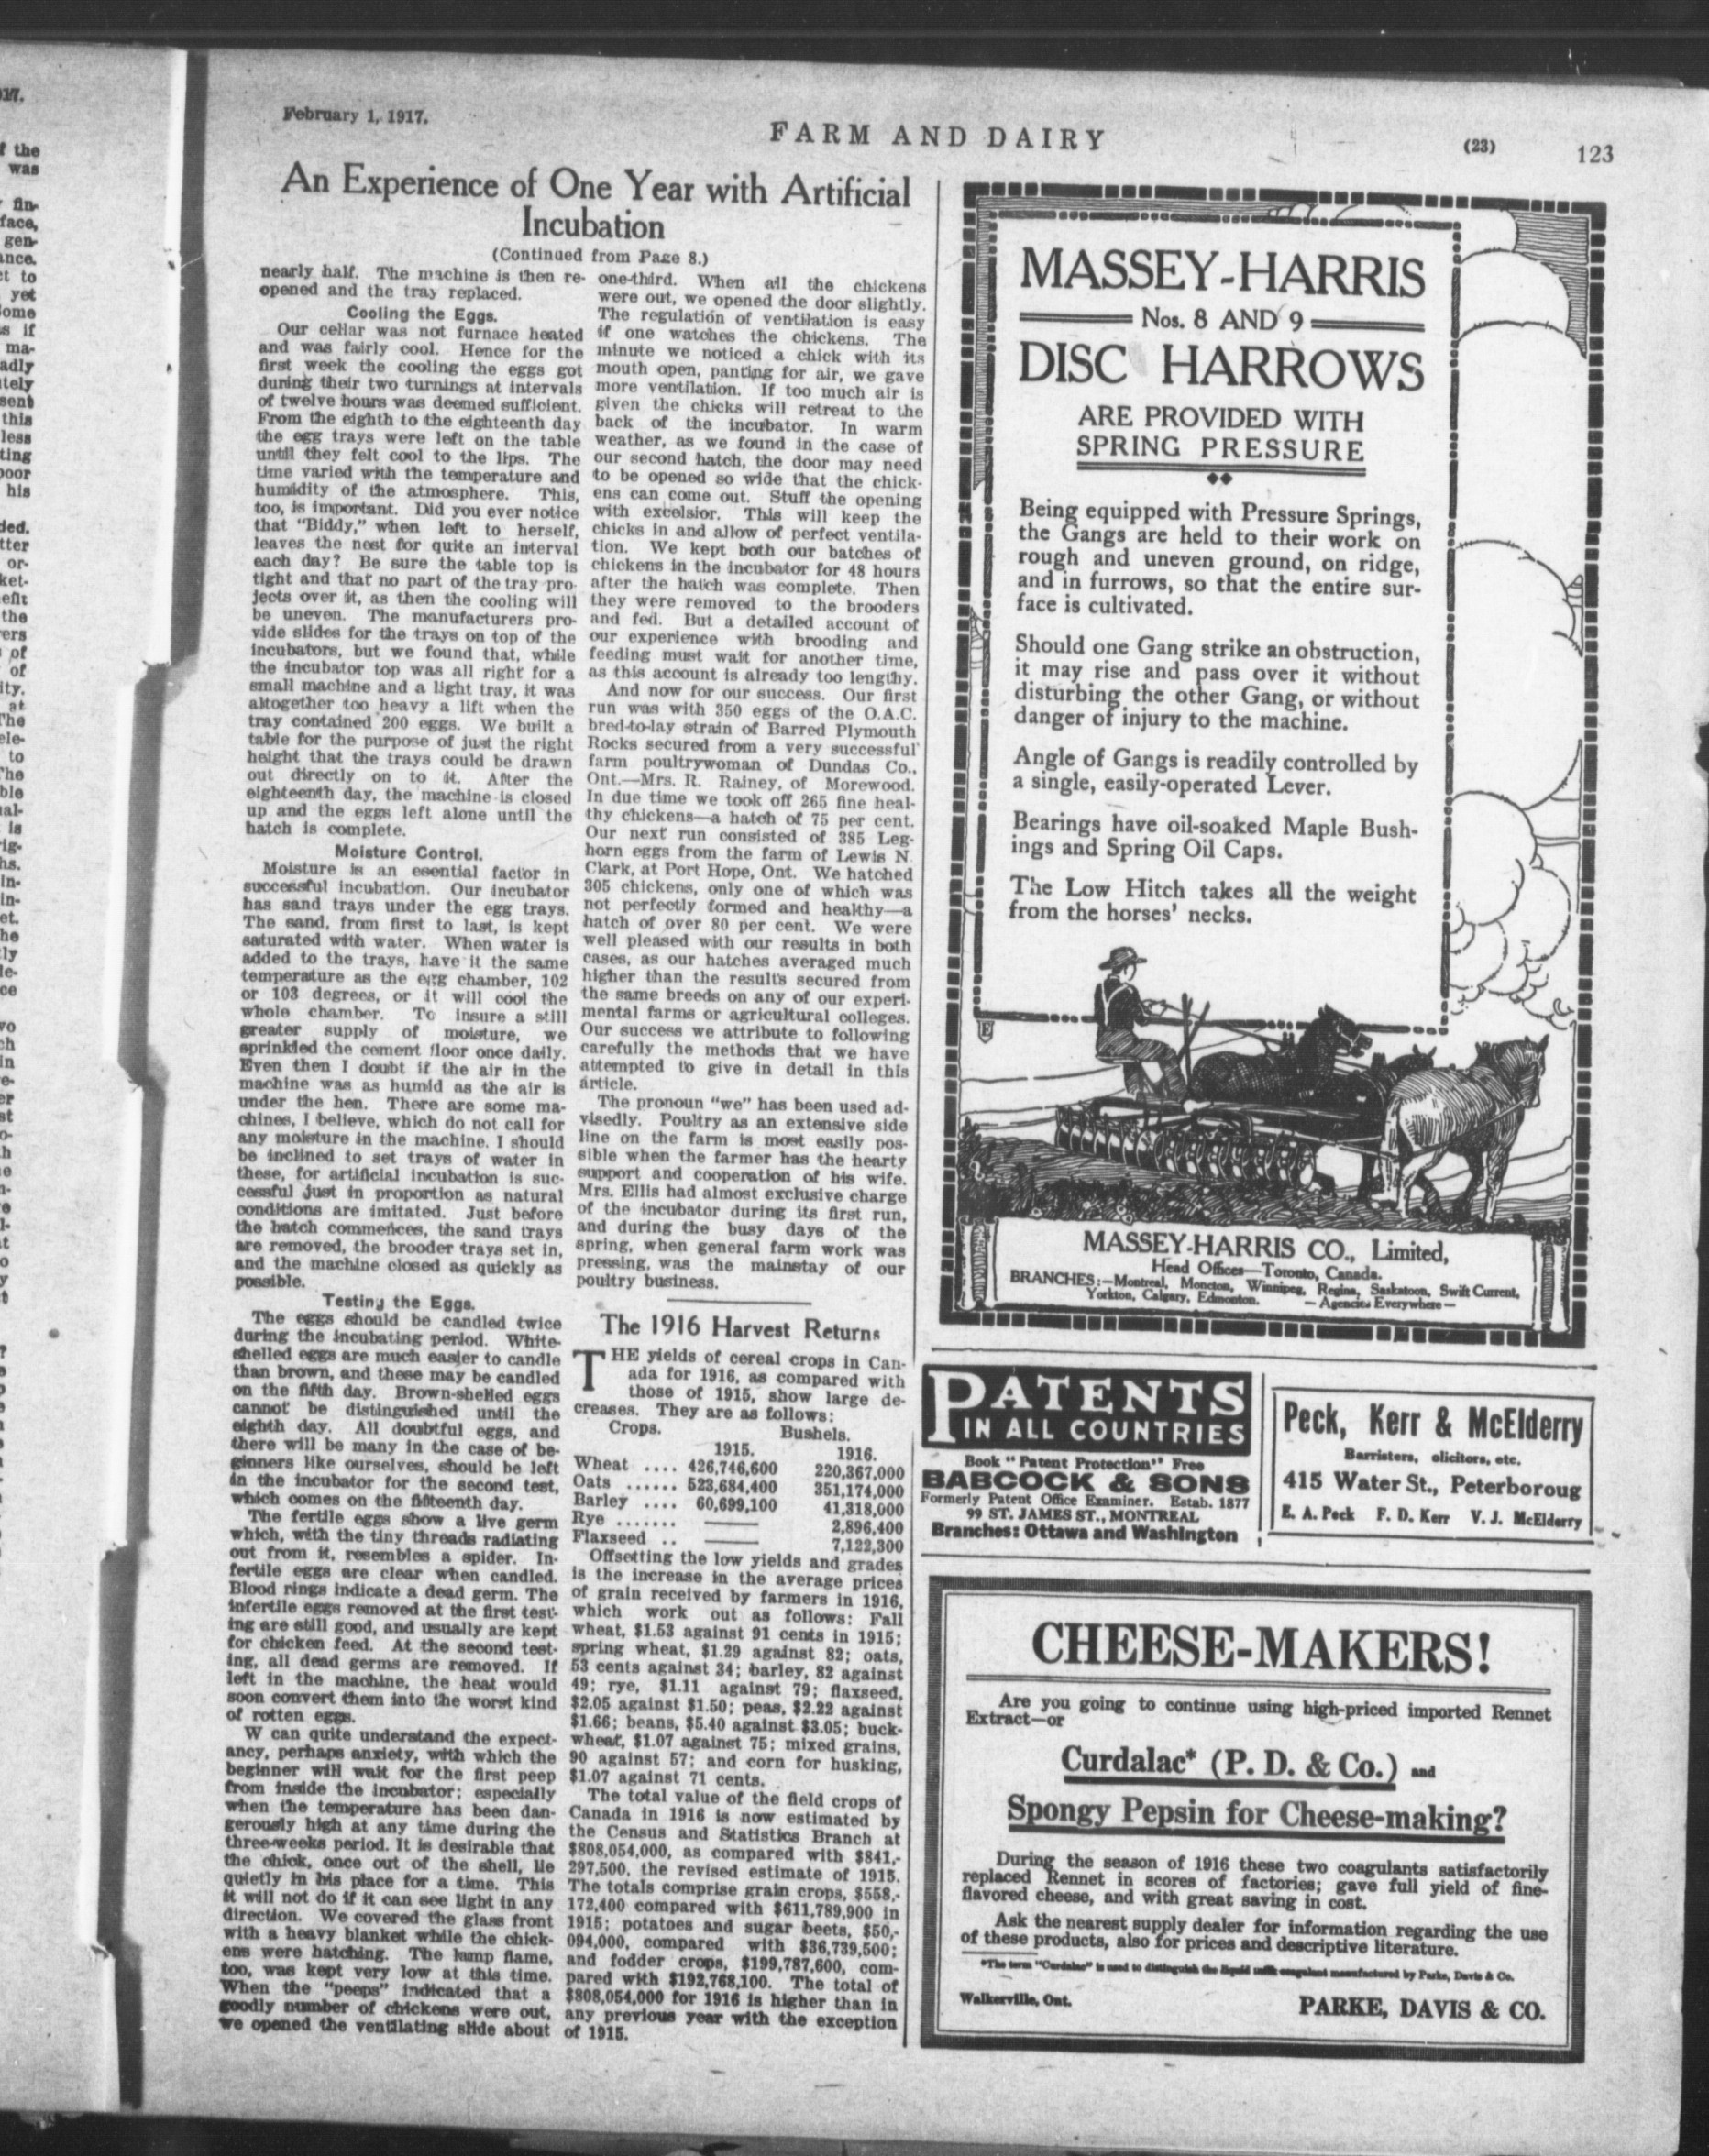 February 1, 1917.
FARM AND DAIRY
(23)
123
An Experience of One Year with Artificial
Incubation
(Continued from Page 8.)
nearly half. The machine is then re-
opened and the tray replaced.
Cooling the Eggs.
Our cellar was not furnace heated
and was fairly cool. Hence for the
first week the cooling the eggs got
during their two turnings at intervals
of twelve hours was deemed sufficient.
From the eighth to the eighteenth day
the egg trays were left on the table
until they felt cool to the lips. The
time varied with the temperature and
humidity of the atmosphere. This,
too, is important. Did you ever notice
that "Biddy," when left to herself,
leaves the nest for quite an interval
each day? Be sure the table top is
tight and that no part of the tray pro-
jects over it, as then the cooling will
be uneven. The manufacturers pro-
vide slides for the trays on top of the
incubators, but we found that, while
the incubator top was all right for a
small machine and a light tray, it was
altogether too heavy a lift when the
tray contained 200 eggs. We built a
table for the purpose of just the right
height that the trays could be drawn
out directly on to it. After the
eighteenth day, the machine is closed
up and the eggs left alone until the
hatch is complete.
Moisture Control.
Moisture is an essential factor in
successful incubation. Our incubator
has sand trays under the egg trays.
The sand, from first to last, is kept
saturated with water. When water is
added to the trays, have it the same
temperature as the egg chamber, 102
or 103 degrees, or it will cool the
whole chamber. To insure a still
greater supply of moisture, we
sprinkled the cement floor once daily.
Even then I doubt if the air in the
machine was as humid as the air is
under the hen. There are some ma-
chines, I believe, which do not call for
any moisture in the machine. I should
be inclined to set trays of water in
these, for artificial incubation is suc-
cessful just in proportion as natural
conditions are imitated. Just before
the hatch commences, the sand trays
are removed, the brooder trays set in,
and the machine closed as quickly as
possible.
Testing the Eggs.
The eggs should be candled twice
during the incubating period. White-
shelled eggs are much easier to candle
than brown, and these may be candled
on the fifth day. Brown-shelled eggs
cannot be distinguished until the
eighth day. All doubtful eggs, and
there will be many in the case of be-
ginners like ourselves, should be left
in the incubator for the second test,
which comes on the fifteenth day.
The fertile eggs show a live germ
which, with the tiny threads radiating
out from it, resembles a spider. In-
fertile eggs are clear when candled.
Blood rings indicate a dead germ. The
infertile eggs removed at the first test-
ing are still good, and usually are kept
for chicken feed. At the second test-
ing, all dead germs are removed. If
left in the machine, the heat would
soon convert them into the worst kind
of rotten eggs.
W can quite understand the expect-
ancy, perhaps anxiety, with which the
beginner will wait for the first peep
from inside the incubator; especially
when the temperature has been dan-
gerously high at any time during the
three-weeks period. It is desirable that
the chick, once out of the shell, lie
quietly in his place for a time. This
it will not do if it can see light in any
direction. We covered the glass front
with a heavy blanket while the chick-
ens were hatching. The lamp flame,
too, was kept very low at this time.
When the "peeps" indicated that a
goodly number of chickens were out,
we opened the ventilating slide about
one-third. When all the chickens
were out, we opened the door slightly.
The regulation of ventilation is easy
if one watches the chickens. The
minute we noticed a chick with its
mouth open, panting for air, we gave
more ventilation. If too much air is
given the chicks will retreat to the
back of the incubator. In warm
weather, as we found in the case of
our second hatch, the door may need
to be opened so wide that the chick-
ens can come out. Stuff the opening
with excelsior. This will keep the
chicks in and allow of perfect ventila-
tion. We kept both our batches of
chickens in the incubator for 48 hours
after the hatch was complete. Then
they were removed to the brooders
and fed. But a detailed account of
our experience with brooding and
feeding must wait for another time,
as this account is already too lengthy.
And now for our success. Our first
run was with 350 eggs of the O.A.C.
bred-to-lay strain of Barred Plymouth
Rocks secured from a very successful
farm poultrywoman of Dundas Co.,
Ont.—Mrs. R. Rainey, of Morewood.
In due time we took off 265 fine heal-
thy chickens—a hatch of 75 per cent.
Our next run consisted of 385 Leg-
horn eggs from the farm of Lewis N.
Clark, at Port Hope, Ont. We hatched
305 chickens, only one of which was
not perfectly formed and healthy—a
hatch of over 80 per cent. We were
well pleased with our results in both
cases, as our hatches averaged much
higher than the results secured from
the same breeds on any of our experi-
mental farms or agricultural colleges.
Our success we attribute to following
carefully the methods that we have
attempted to give in detail in this
article.
The pronoun "we" has been used ad-
visedly. Poultry as an extensive side
line on the farm is most easily pos-
sible when the farmer has the hearty
support and cooperation of his wife.
Mrs. Ellis had almost exclusive charge
of the incubator during its first run,
and during the busy days of the
spring, when general farm work was
pressing, was the mainstay of our
poultry business.
The 1916 Harvest Returns
THE yields of cereal crops in Can-
ada for 1916, as compared with
those of 1915, show large de-
creases. They are as follows:
Crops. Bushels.
1915. 1916.
Wheat .... 426,746,600 220,367,000
Oats ...... 523,684,400 351,174,000
Barley .... 60,699,100 41,318,000
Rye ....... —— 2,896,400
Flaxseed .. —— 7,122,300
Offsetting the low yields and grades
is the increase in the average prices
of grain received by farmers in 1916,
which work out as follows: Fall
wheat, $1.53 against 91 cents in 1915;
spring wheat, $1.29 against 82; oats,
53 cents against 34; barley, 82 against
49; rye, $1.11 against 79; flaxseed,
$2.05 against $1.50; peas, $2.22 against
$1.66; beans, $5.40 against $3.05; buck-
wheat, $1.07 against 75; mixed grains,
90 against 57; and corn for husking,
$1.07 against 71 cents.
The total value of the field crops of
Canada in 1916 is now estimated by
the Census and Statistics Branch at
$808,054,000, as compared with $841,-
297,500, the revised estimate of 1915.
The totals comprise grain crops, $558,-
172,400 compared with $611,789,900 in
1915; potatoes and sugar beets, $50,-
094,000, compared with $36,739,500;
and fodder crops, $199,787,600, com-
pared with $192,768,100. The total of
$808,054,000 for 1916 is higher than in
any previous year with the exception
of 1915.
MASSEY-HARRIS
Nos. 8 AND 9
DISC HARROWS
ARE PROVIDED WITH
SPRING PRESSURE
Being equipped with Pressure Springs,
the Gangs are held to their work on
rough and uneven ground, on ridge,
and in furrows, so that the entire sur-
face is cultivated.
Should one Gang strike an obstruction,
it may rise and pass over it without
disturbing the other Gang, or without
danger of injury to the machine.
Angle of Gangs is readily controlled by
a single, easily-operated Lever.
Bearings have oil-soaked Maple Bush-
ings and Spring Oil Caps.
The Low Hitch takes all the weight
from the horses' necks.
MASSEY-HARRIS CO., Limited,
Head Offices—Toronto, Canada.
BRANCHES:—Montreal, Moncton, Winnipeg, Regina, Saskatoon, Swift Current,
Yorkton, Calgary, Edmonton. —Agencies Everywhere—
PATENTS
IN ALL COUNTRIES
Book "Patent Protection" Free
BABCOCK & SONS
Formerly Patent Office Examiner. Estab. 1877
99 ST. JAMES ST., MONTREAL
Branches: Ottawa and Washington
Peck, Kerr & McElderry
Barristers, olicitors, etc.
415 Water St., Peterboroug
E. A. Peck F. D. Kerr V. J. McElderry
CHEESE-MAKERS!
Are you going to continue using high-priced imported Rennet
Extract—or
Curdalac* (P. D. & Co.) and
Spongy Pepsin for Cheese-making?
During the season of 1916 these two coagulants satisfactorily
replaced Rennet in scores of factories; gave full yield of fine-
flavored cheese, and with great saving in cost.
Ask the nearest supply dealer for information regarding the use
of these products, also for prices and descriptive literature.
*The term "Curdalac" is used to distinguish the liquid milk coagulant manufactured by Parke, Davis & Co.
Walkerville, Ont.
PARKE, DAVIS & CO.